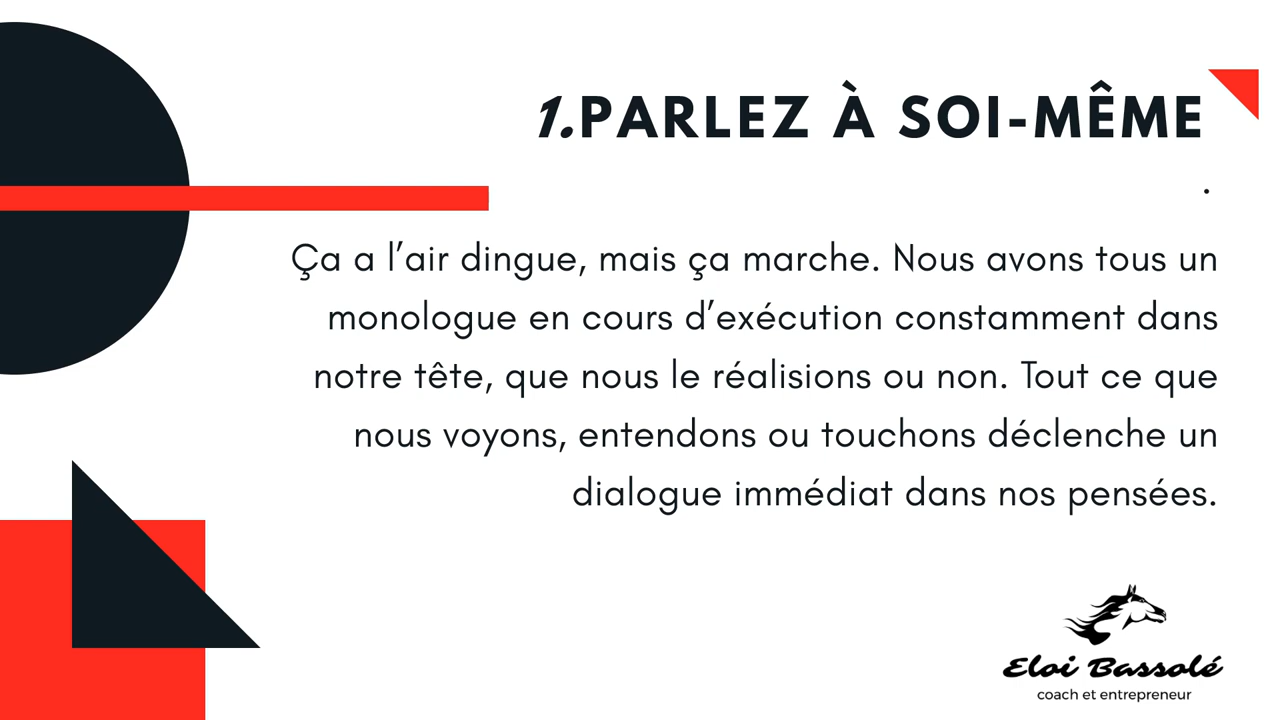 1.PARLEZ À SOI-MÊME
.
Ça a l’air dingue, mais ça marche. Nous avons tous un
monologue en cours d’exécution constamment dans
notre tête, que nous le réalisions ou non. Tout ce que
nous voyons, entendons ou touchons déclenche un
dialogue immédiat dans nos pensées.
Eloi Bassolé
coach et entrepreneur